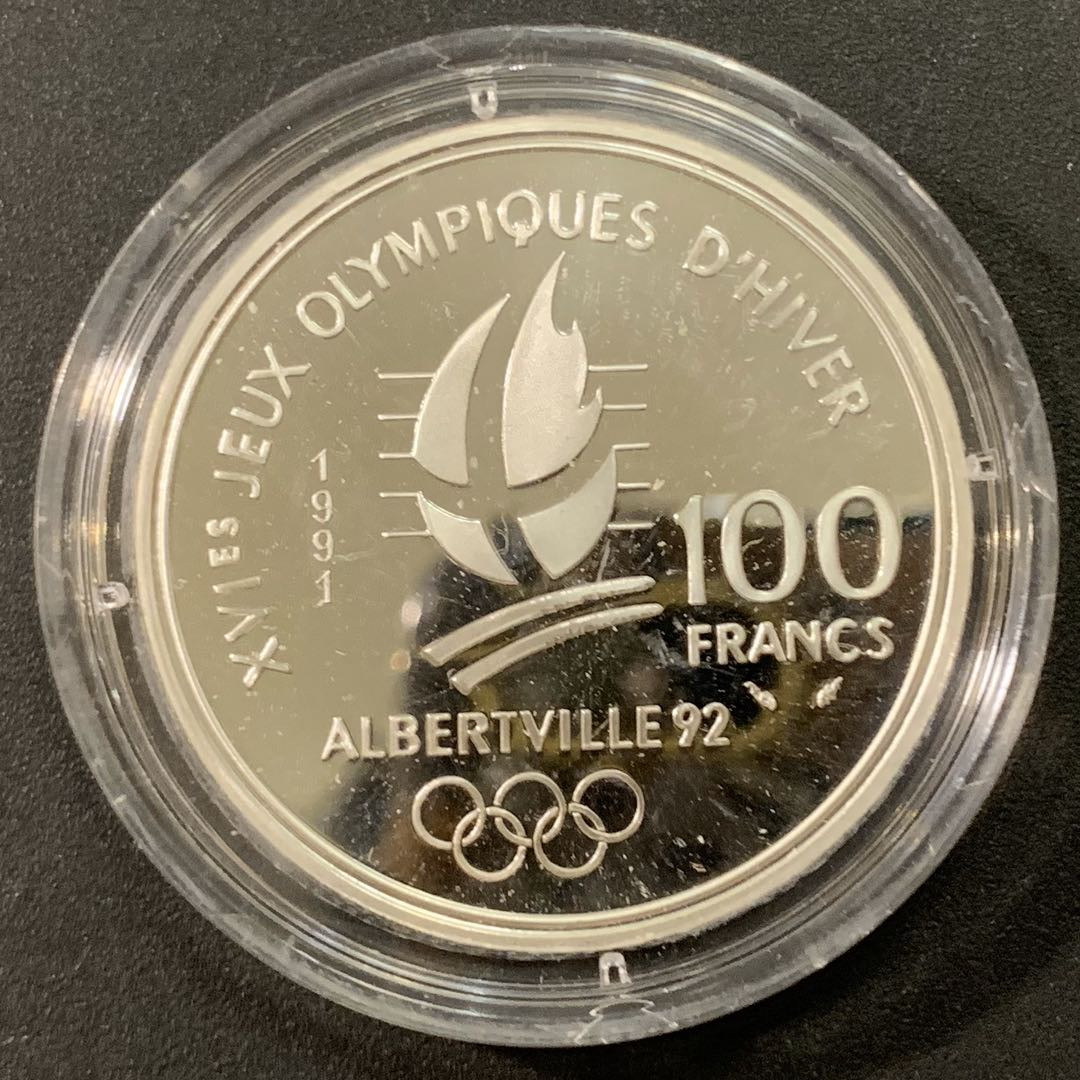 XVIes JEUX OLYMPIQUES D'HIVER
1991
100
FRANCS
ALBERTVILLE 92